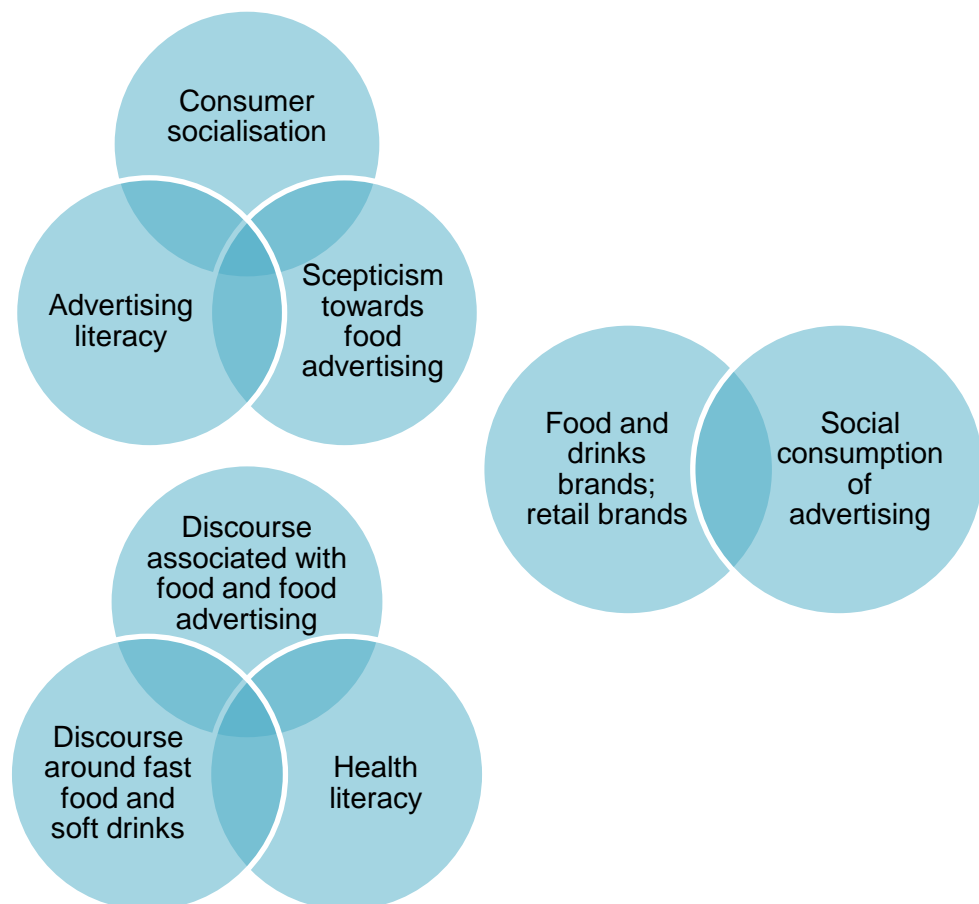 Consumer
socialisation
Advertising
literacy
Scepticism
towards
food
advertising
Food and
drinks
brands;
retail brands
Social
consumption
of
advertising
Discourse
associated with
food and food
advertising
Discourse
around fast
food and
soft drinks
Health
literacy